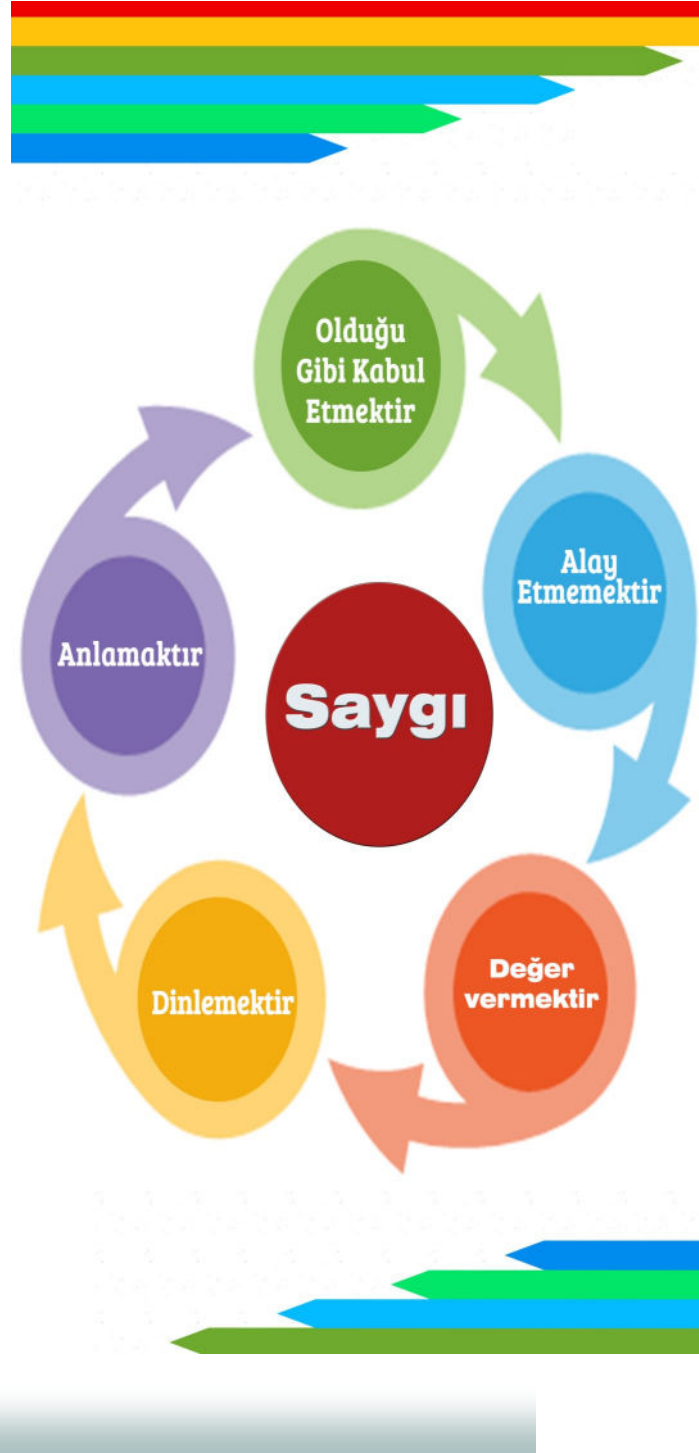 Olduğu
Gibi Kabul
Etmektir
Alay
Etmemektir
Anlamaktır
Saygı
Değer
vermektir
Dinlemektir